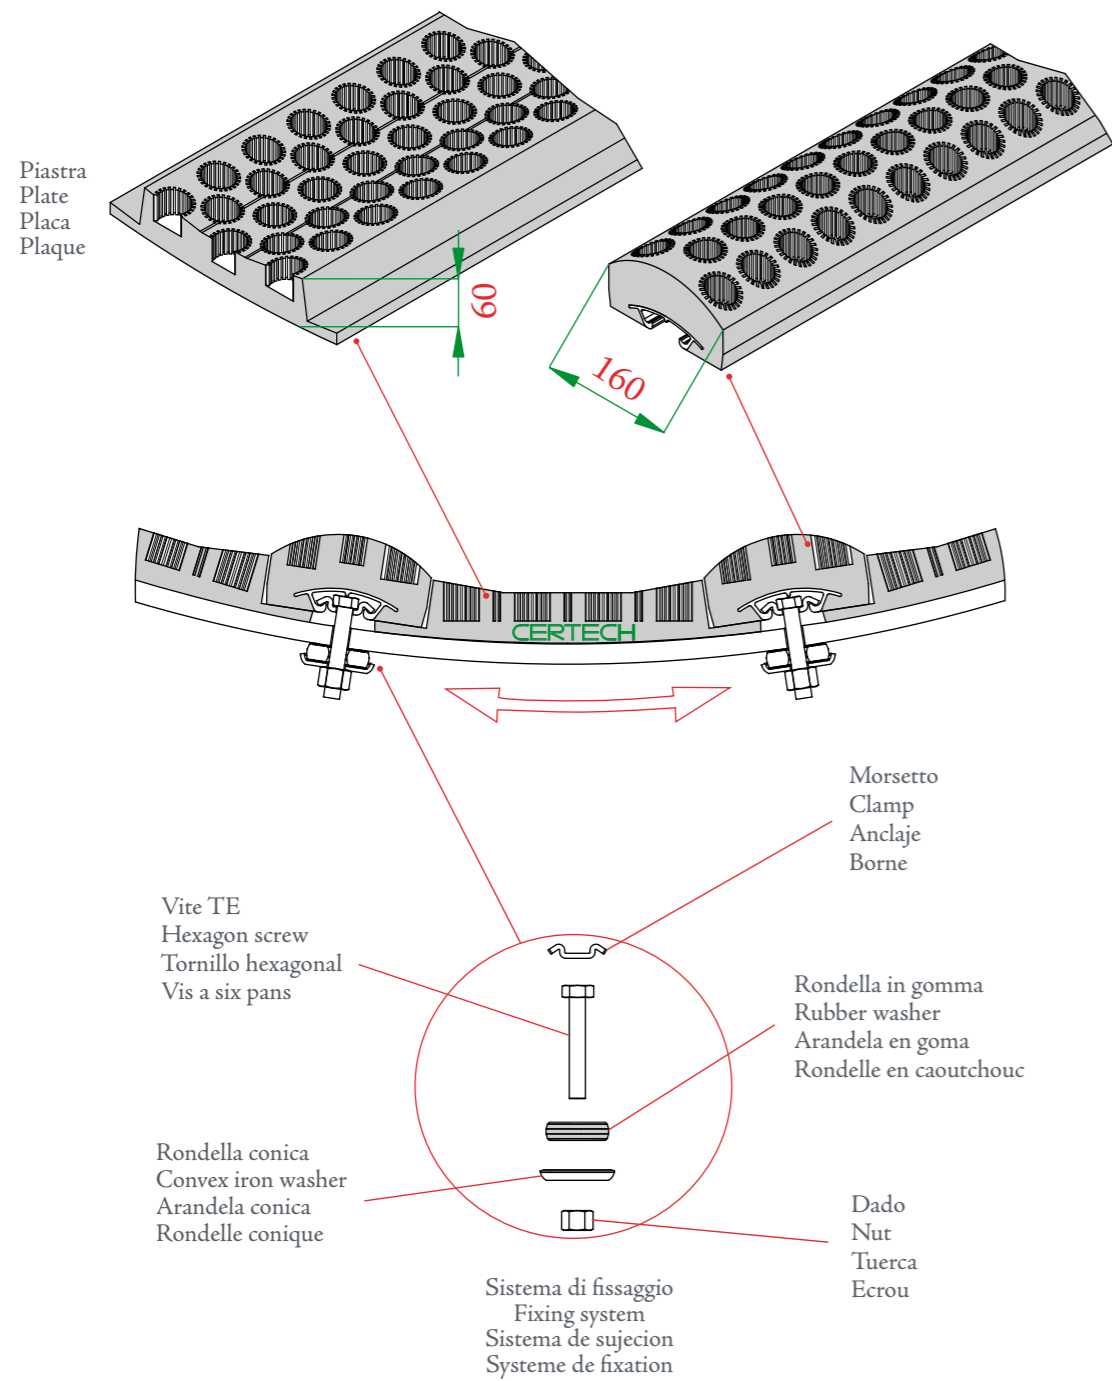 Piastra
Plate
Placa
Plaque
60
160
CERTECH
Morsetto
Clamp
Anclaje
Borne
Vite TE
Hexagon screw
Tornillo hexagonal
Vis a six pans
Rondella in gomma
Rubber washer
Arandela en goma
Rondelle en caoutchouc
Rondella conica
Convex iron washer
Arandela conica
Rondelle conique
Dado
Nut
Tuerca
Ecrou
Sistema di fissaggio
Fixing system
Sistema de sujecion
Systeme de fixation